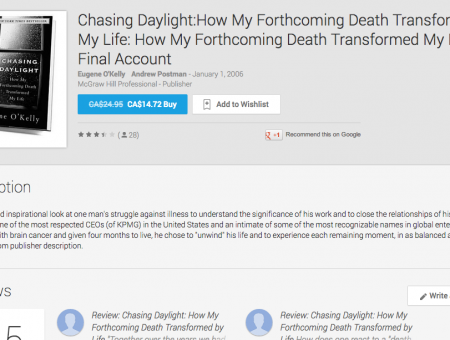 CHASING
DAYLIGHT
How My
Forthcoming Death
Transformed
My Life
O'Kelly
Chasing Daylight:How My Forthcoming Death Transfor
My Life: How My Forthcoming Death Transformed My
Final Account
Eugene O'Kelly Andrew Postman - January 1, 2006
McGraw Hill Professional - Publisher
CA$24.95 CA$14.72 Buy
Add to Wishlist
( 28)
+1 Recommend this on Google
ption
d inspirational look at one man's struggle against illness to understand the significance of his work and to close the relationships of his
ne of the most respected CEOs (of KPMG) in the United States and an intimate of some of the most recognizable names in global ente
ith brain cancer and given four months to live, he chose to "unwind" his life and to experience each remaining moment, in as balanced a
om publisher description.
ws
Write
5
Review: Chasing Daylight: How My
Forthcoming Death Transformed by
Life "Together over the years we had
Review: Chasing Daylight: How My
Forthcoming Death Transformed by
Life How does one react to a "death